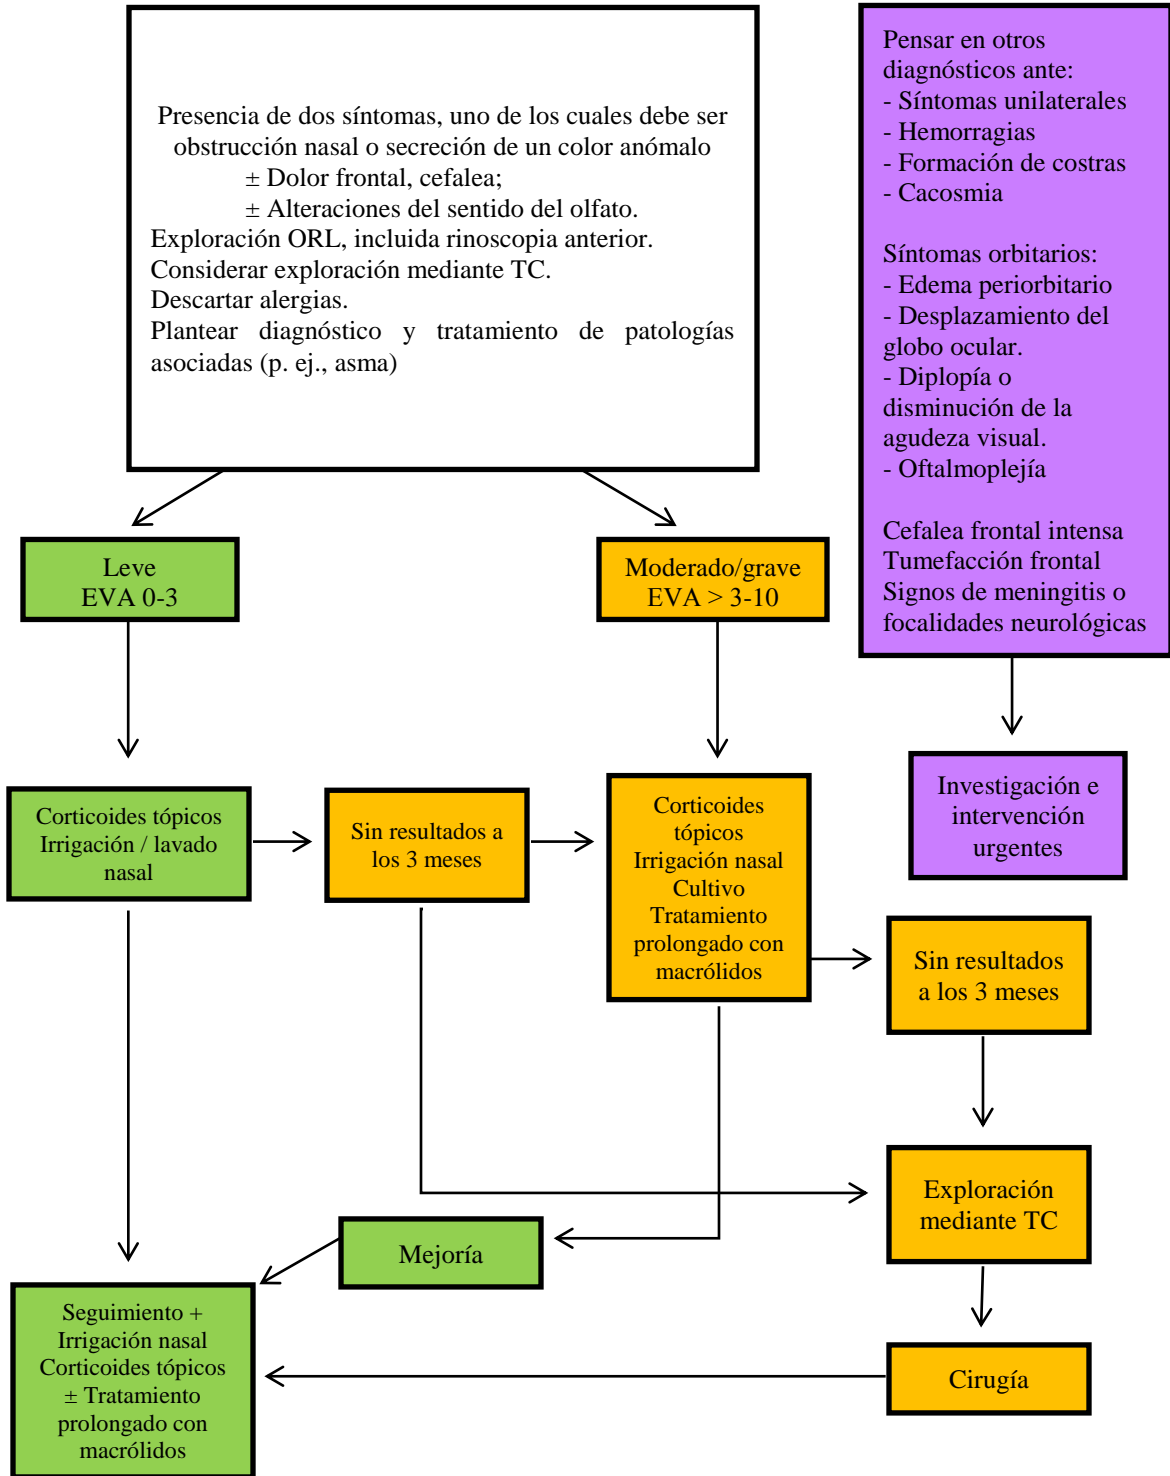 Presencia de dos síntomas, uno de los cuales debe ser
obstrucción nasal o secreción de un color anómalo
± Dolor frontal, cefalea;
± Alteraciones del sentido del olfato.
Exploración ORL, incluida rinoscopia anterior.
Considerar exploración mediante TC.
Descartar alergias.
Plantear diagnóstico y tratamiento de patologías
asociadas (p. ej., asma)
Pensar en otros
diagnósticos ante:
- Síntomas unilaterales
- Hemorragias
- Formación de costras
- Cacosmia
Síntomas orbitarios:
- Edema periorbitario
- Desplazamiento del
globo ocular.
- Diplopía o
disminución de la
agudeza visual.
- Oftalmoplejía
Cefalea frontal intensa
Tumefacción frontal
Signos de meningitis o
focalidades neurológicas
Leve
EVA 0-3
Moderado/grave
EVA > 3-10
Corticoides tópicos
Irrigación / lavado
nasal
Sin resultados a
los 3 meses
Corticoides
tópicos
Irrigación nasal
Cultivo
Tratamiento
prolongado con
macrólidos
Investigación e
intervención
urgentes
Sin resultados
a los 3 meses
Exploración
mediante TC
Mejoría
Seguimiento +
Irrigación nasal
Corticoides tópicos
± Tratamiento
prolongado con
macrólidos
Cirugía